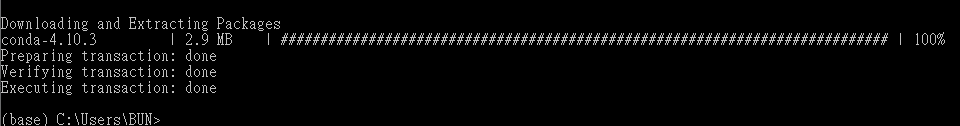 Downloading and Extracting Packages
conda-4.10.3         | 2.9 MB    | ############################################################################ | 100%
Preparing transaction: done
Verifying transaction: done
Executing transaction: done
(base) C:\Users\BUN>